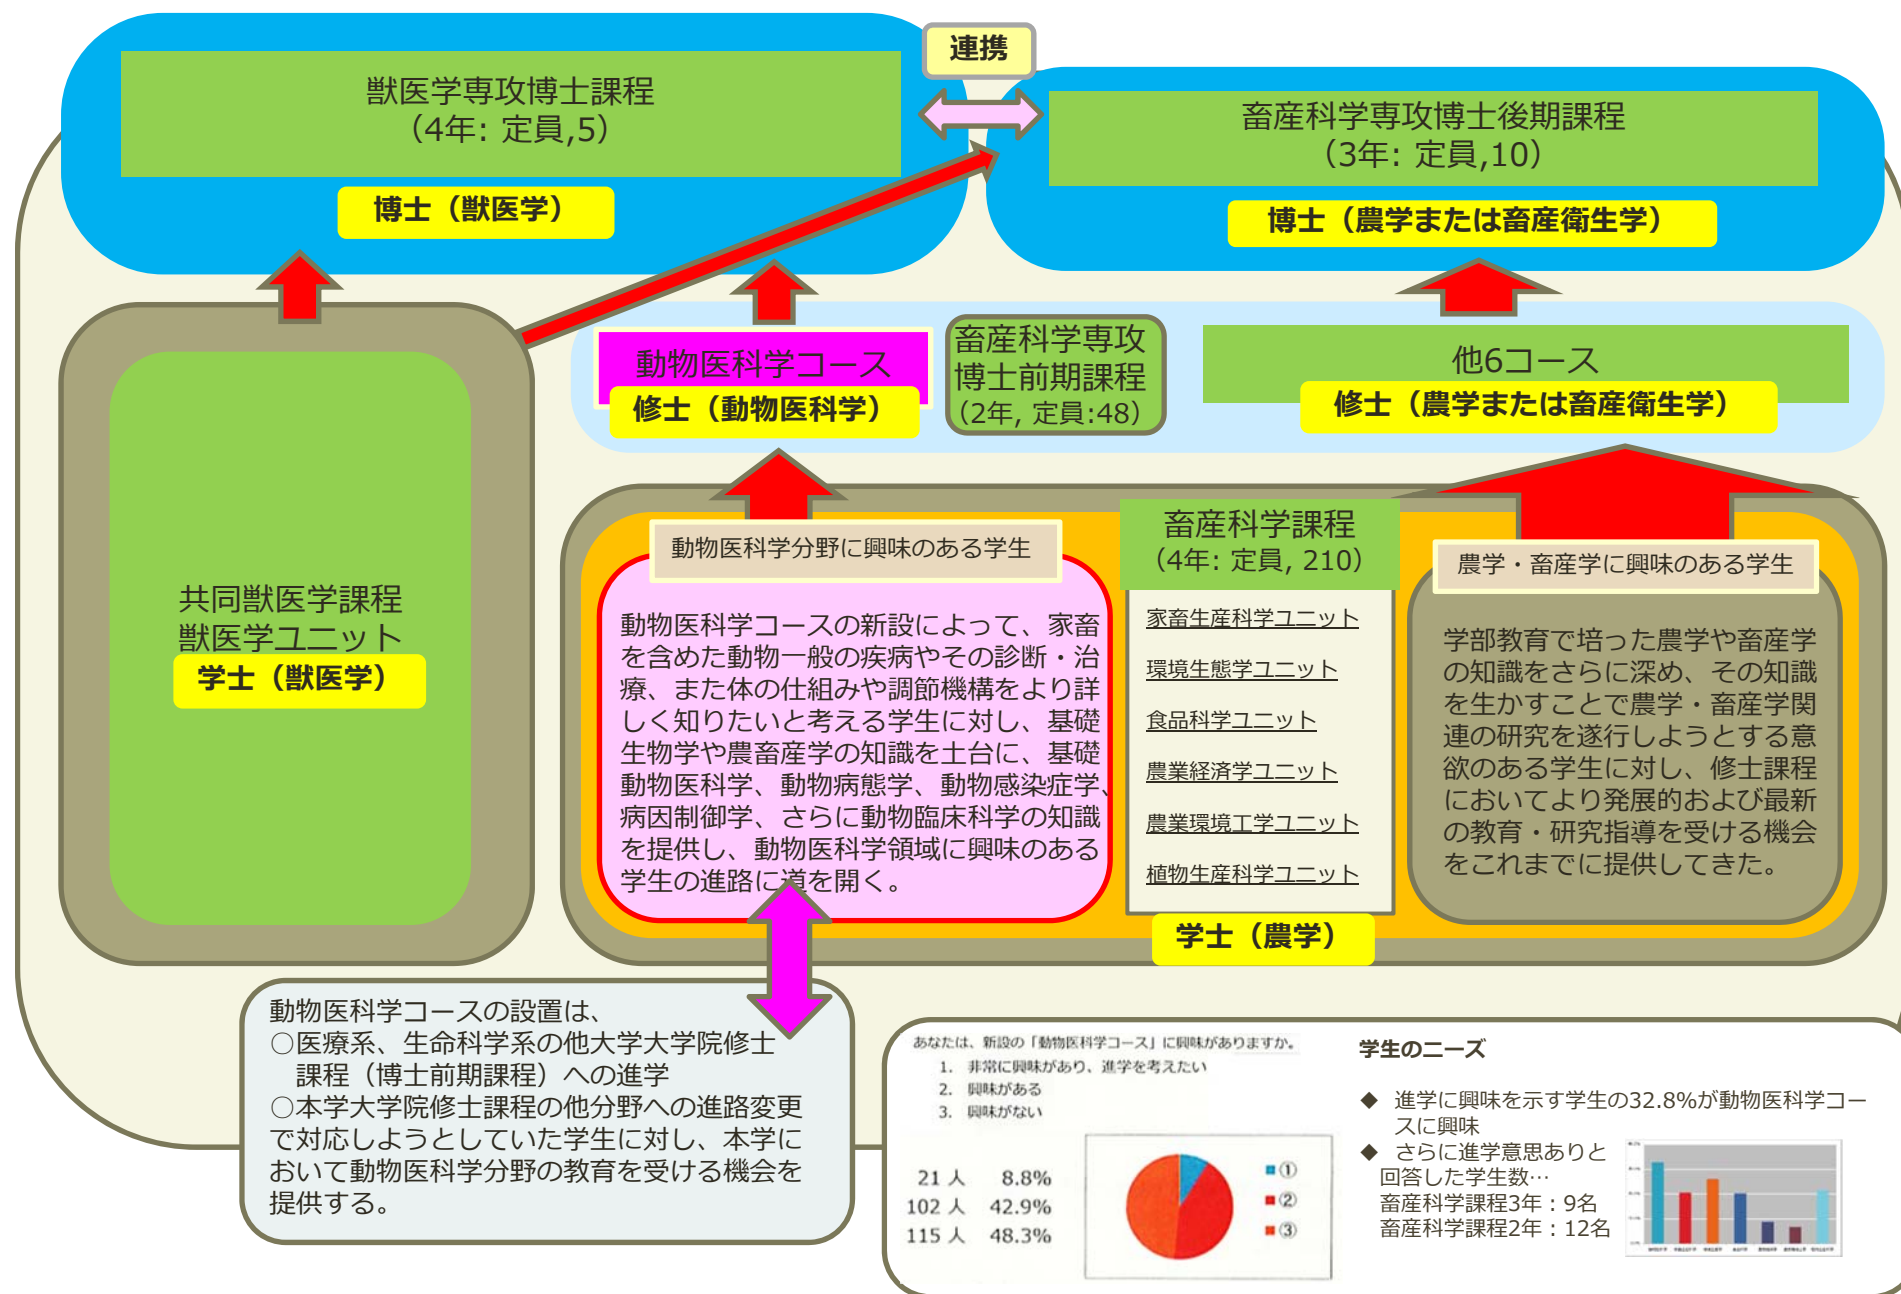 連携
獣医学専攻博士課程
（4年: 定員,5）
博士（獣医学）
畜産科学専攻博士後期課程
（3年: 定員,10）
博士（農学または畜産衛生学）
動物医科学コース
修士（動物医科学）
畜産科学専攻
博士前期課程
（2年, 定員:48）
他6コース
修士（農学または畜産衛生学）
共同獣医学課程
獣医学ユニット
学士（獣医学）
動物医科学分野に興味のある学生
動物医科学コースの新設によって、家畜
を含めた動物一般の疾病やその診断・治
療、また体の仕組みや調節機構をより詳
しく知りたいと考える学生に対し、基礎
生物学や農畜産学の知識を土台に、基礎
動物医科学、動物病態学、動物感染症学、
病因制御学、さらに動物臨床科学の知識
を提供し、動物医科学領域に興味のある
学生の進路に道を開く。
畜産科学課程
（4年: 定員, 210）
家畜生産科学ユニット
環境生態学ユニット
食品科学ユニット
農業経済学ユニット
農業環境工学ユニット
植物生産科学ユニット
学士（農学）
農学・畜産学に興味のある学生
学部教育で培った農学や畜産学
の知識をさらに深め、その知識
を生かすことで農学・畜産学関
連の研究を遂行しようとする意
欲のある学生に対し、修士課程
においてより発展的および最新
の教育・研究指導を受ける機会
をこれまでに提供してきた。
動物医科学コースの設置は、
○医療系、生命科学系の他大学大学院修士
課程（博士前期課程）への進学
○本学大学院修士課程の他分野への進路変更
で対応しようとしていた学生に対し、本学に
おいて動物医科学分野の教育を受ける機会を
提供する。
あなたは、新設の「動物医科学コース」に興味がありますか。
1. 非常に興味があり、進学を考えたい
2. 興味がある
3. 興味がない
21 人 8.8%
102 人 42.9%
115 人 48.3%
①
②
③
学生のニーズ
◆ 進学に興味を示す学生の32.8%が動物医科学コー
スに興味
◆ さらに進学意思ありと
回答した学生数…
畜産科学課程3年：9名
畜産科学課程2年：12名